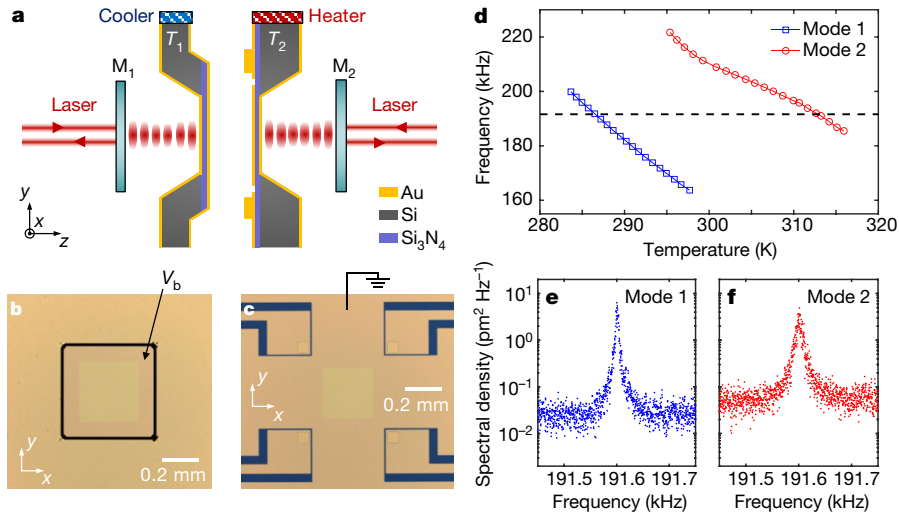 a
Cooler
Heater
T1
T2
M1
M2
Laser
Laser
y
x
z
Au
Si
Si3N4
b
Vb
y
x
0.2 mm
c
y
x
0.2 mm
d
Mode 1
Mode 2
Frequency (kHz)
220
200
180
160
280
290
300
310
320
Temperature (K)
e
Mode 1
Spectral density (pm² Hz⁻¹)
10¹
10⁰
10⁻¹
10⁻²
191.5 191.6 191.7
Frequency (kHz)
f
Mode 2
191.5 191.6 191.7
Frequency (kHz)